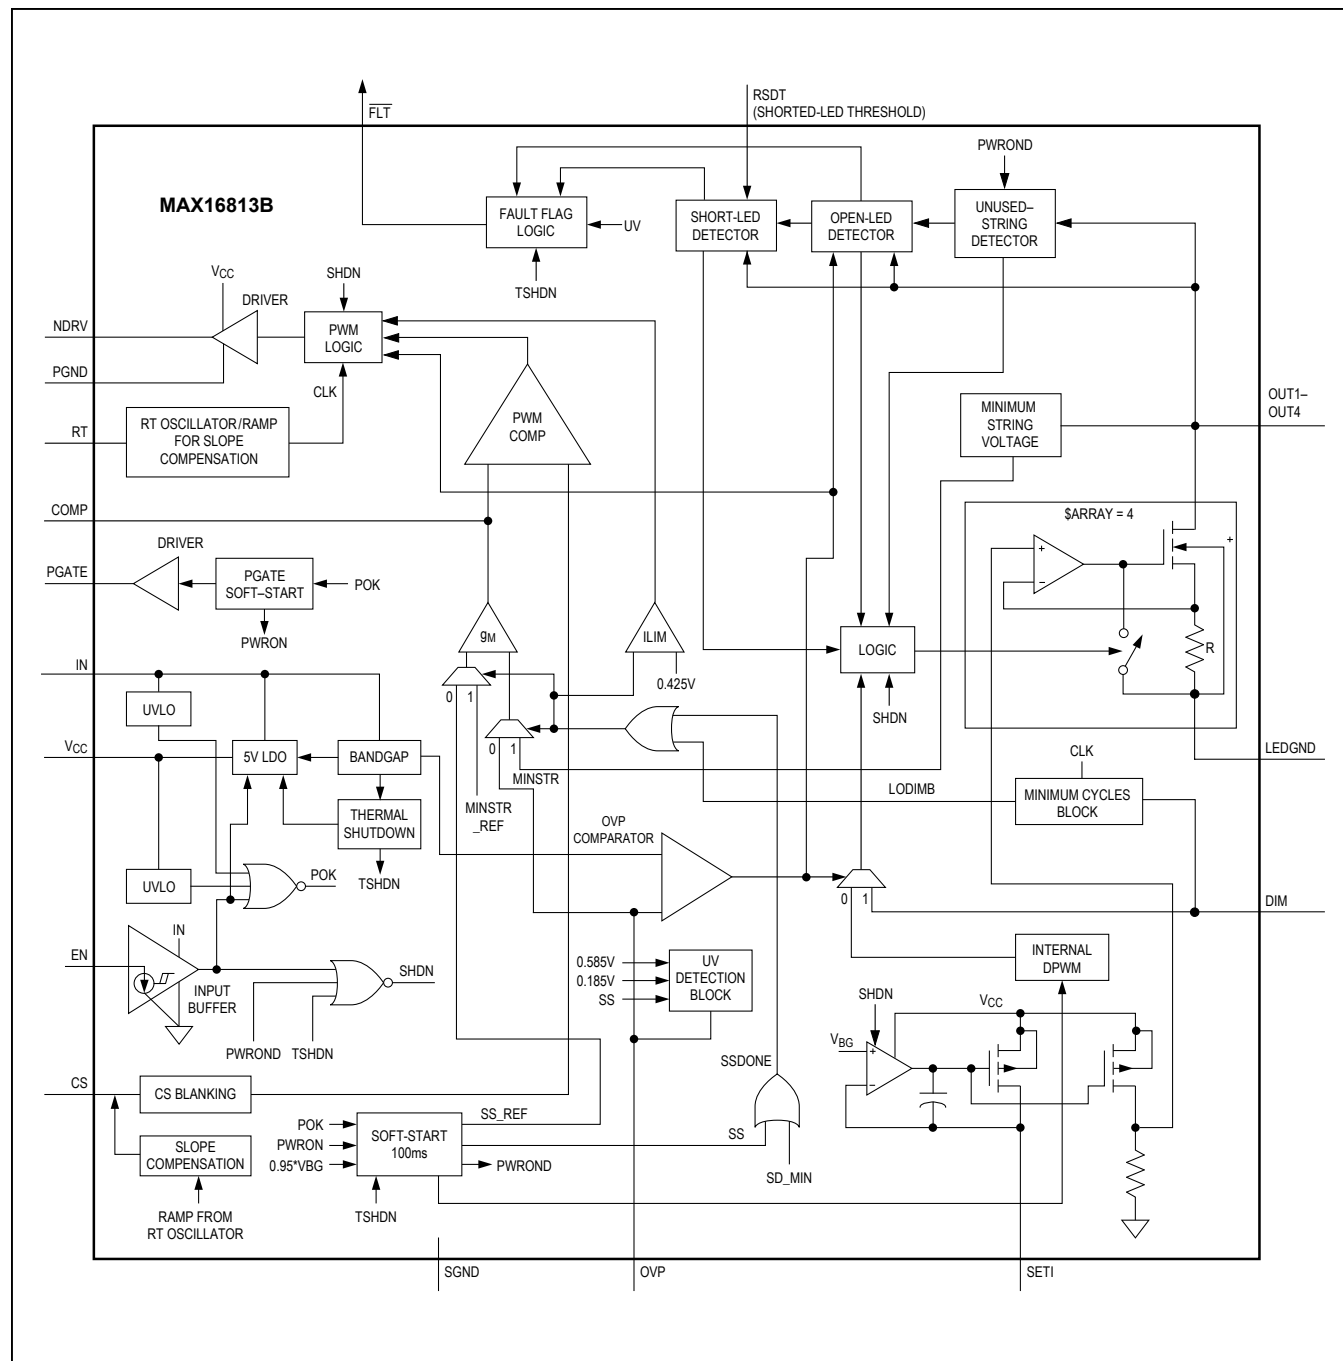 FLT
RSDT
(SHORTED-LED THRESHOLD)
PWROND
MAX16813B
FAULT FLAG
LOGIC
UV
SHORT-LED
DETECTOR
OPEN-LED
DETECTOR
UNUSED–
STRING
DETECTOR
TSHDN
VCC
SHDN
DRIVER
NDRV
PWM
LOGIC
PGND
CLK
RT
RT OSCILLATOR/RAMP
FOR SLOPE
COMPENSATION
PWM
COMP
MINIMUM
STRING
VOLTAGE
OUT1–
OUT4
COMP
$ARRAY = 4
DRIVER
PGATE
PGATE
SOFT–START
POK
PWRON
+
−
+
R
gM
ILIM
LOGIC
IN
0 1
0.425V
SHDN
UVLO
VCC
5V LDO
BANDGAP
0 1
MINSTR
CLK
LEDGND
LODIMB
MINIMUM CYCLES
BLOCK
THERMAL
SHUTDOWN
MINSTR
_REF
OVP
COMPARATOR
UVLO
POK
TSHDN
0 1
DIM
EN
IN
INPUT
BUFFER
SHDN
0.585V
0.185V
SS
UV
DETECTION
BLOCK
INTERNAL
DPWM
PWROND
TSHDN
SHDN
VCC
VBG
+
−
SSDONE
CS
CS BLANKING
SS_REF
POK
PWRON
0.95*VBG
SOFT-START
100ms
SS
PWROND
SLOPE
COMPENSATION
SD_MIN
TSHDN
RAMP FROM
RT OSCILLATOR
SGND
OVP
SETI